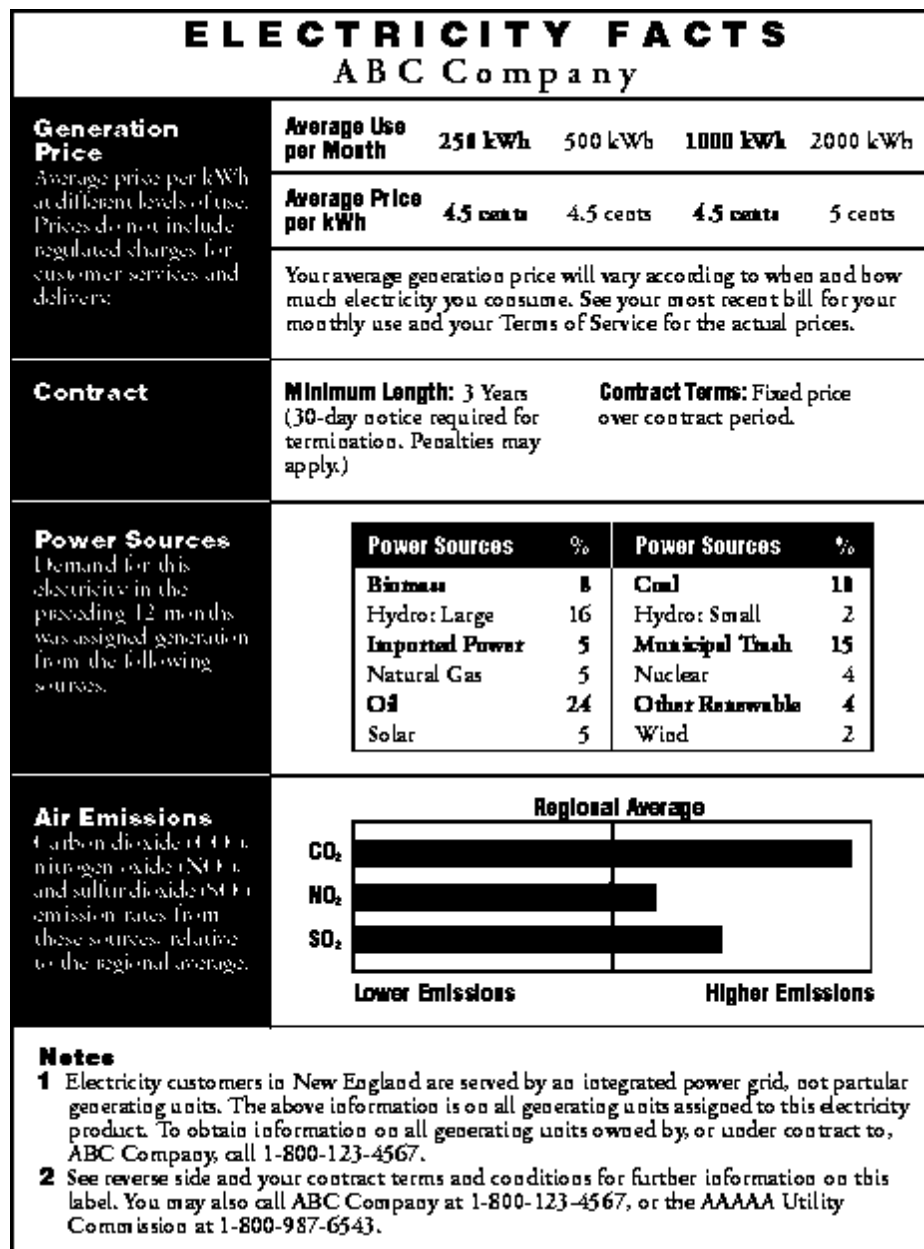 ELECTRICITY FACTS
ABC Company
Generation
Price
Average price per kWh
at different levels of use.
Prices do not include
regulated charges for
customer services and
delivery.
Average Use
per Month
250 kWh
500 kWh
1000 kWh
2000 kWh
Average Price
per kWh
4.5 cents
4.5 cents
4.5 cents
5 cents
Your average generation price will vary according to when and how
much electricity you consume. See your most recent bill for your
monthly use and your Terms of Service for the actual prices.
Contract
Minimum Length: 3 Years
(30-day notice required for
termination. Penalties may
apply.)
Contract Terms: Fixed price
over contract period.
Power Sources
Demand for this
electricity in the
preceding 12 months
was assigned generation
from the following
sources.
Power Sources %
Biomass
Hydro: Large 16
Imported Power 5
Natural Gas 5
Oil 24
Solar 5
Power Sources %
Coal
Hydro: Small 2
Municipal Trash 15
Nuclear 4
Other Renewable 4
Wind 2
Air Emissions
Carbon dioxide (CO₂),
nitrogen oxide
and sulfur dioxide
emission rates from
these sources, relative
to the regional average.
Regional Average
CO₂
NO₂
SO₂
Lower Emissions
Higher Emissions
Notes
1 Electricity customers in New England are served by an integrated power grid, not partular
generating units. The above information is on all generating units assigned to this electricity
product. To obtain information on all generating units owned by, or under contract to,
ABC Company, call 1-800-123-4567.
2 See reverse side and your contract terms and conditions for further information on this
label. You may also call ABC Company at 1-800-123-4567, or the AAAAA Utility
Commission at 1-800-987-6543.